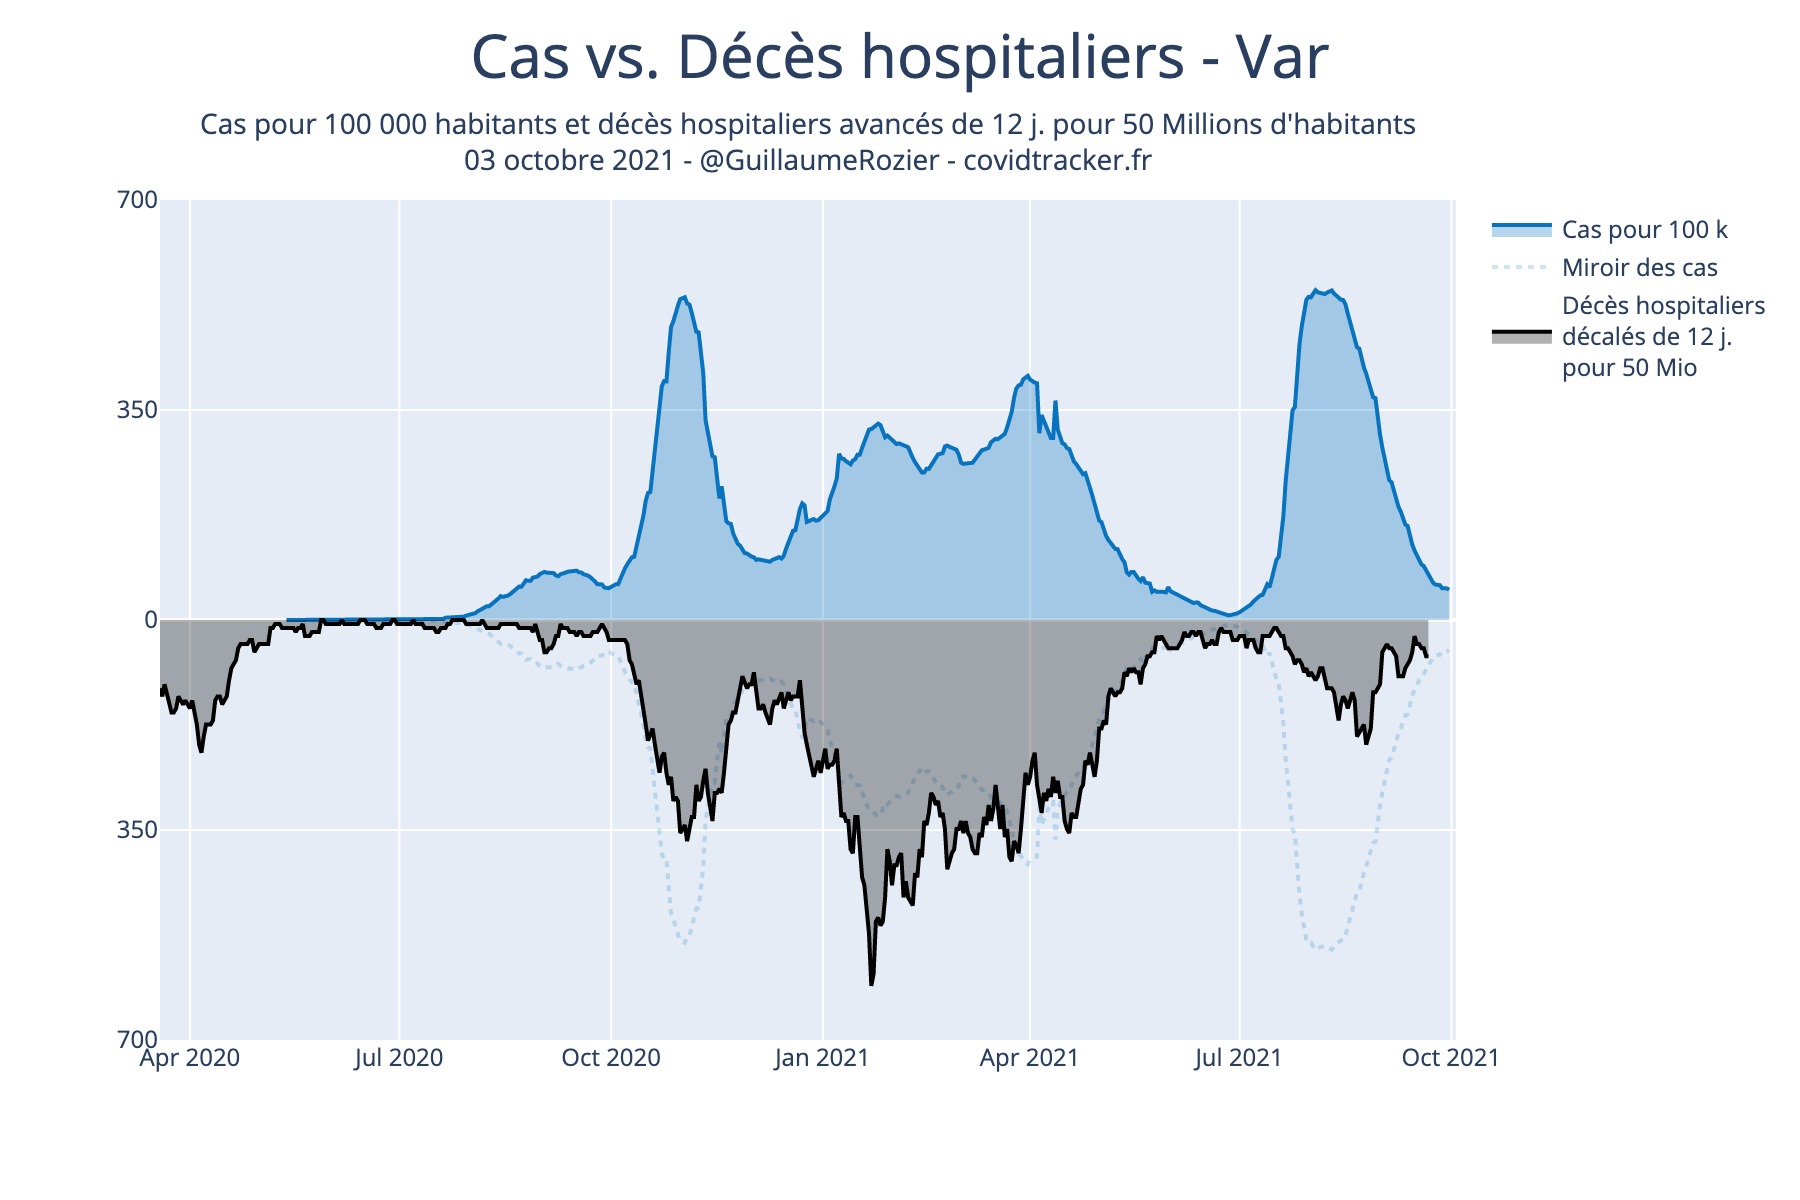 Cas vs. Décès hospitaliers - Var
Cas pour 100 000 habitants et décès hospitaliers avancés de 12 j. pour 50 Millions d'habitants
03 octobre 2021 - @GuillaumeRozier - covidtracker.fr
700
350
0
350
700
Apr 2020
Jul 2020
Oct 2020
Jan 2021
Apr 2021
Jul 2021
Oct 2021
Cas pour 100 k
Miroir des cas
Décès hospitaliers
décalés de 12 j.
pour 50 Mio